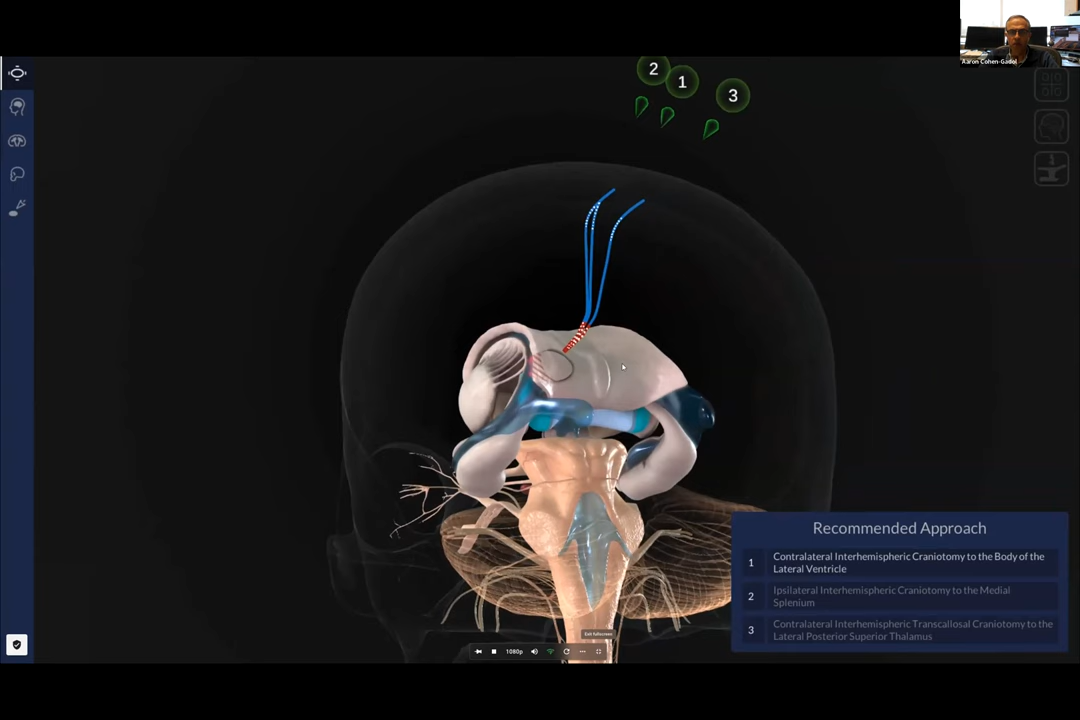 Aaron Cohen-Gadol
2
1
3
Recommended Approach
1 Contralateral Interhemispheric Craniotomy to the Body of the
Lateral Ventricle
2 Ipsilateral Interhemispheric Craniotomy to the Medial
Splenium
3 Contralateral Interhemispheric Transcallosal Craniotomy to the
Lateral Posterior Superior Thalamus
Exit fullscreen
1080p